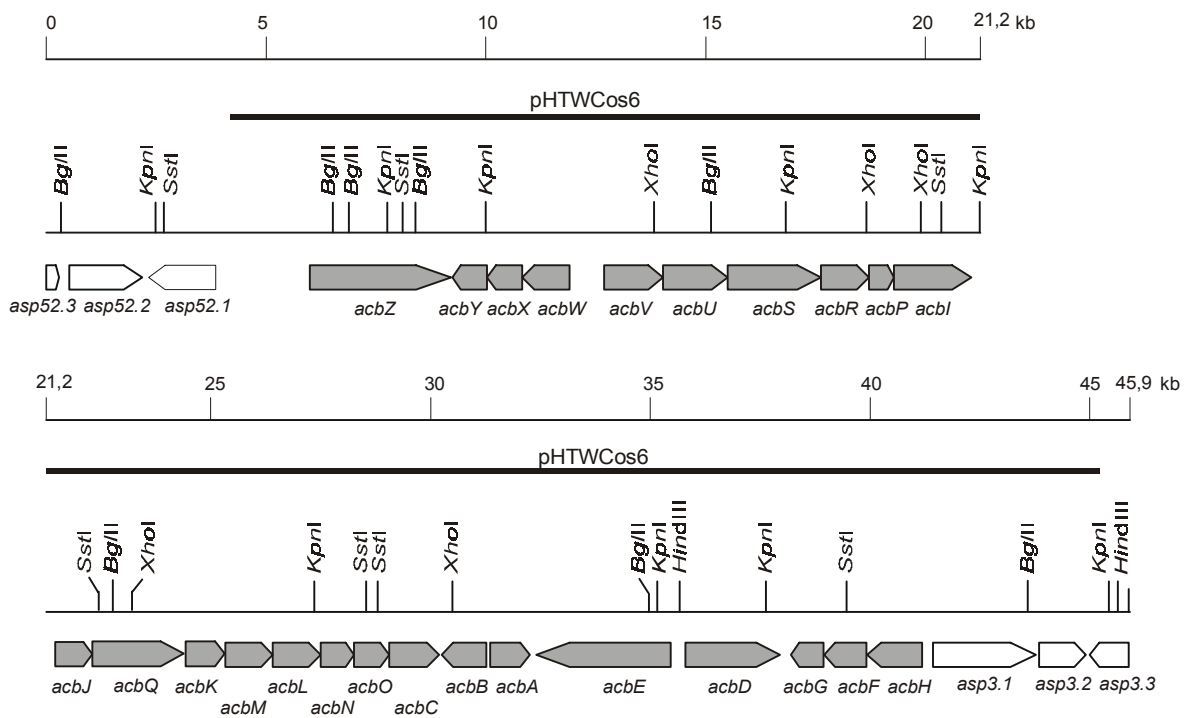 0 5 10 15 20 21,2 kb
pHTWCos6
BglII KpnI SstI BglII BglII KpnI SstI BglII KpnI XhoI BglII KpnI XhoI XhoI SstI KpnI
asp52.3 asp52.2 asp52.1 acbZ acbY acbX acbW acbV acbU acbS acbR acbP acbI
21,2 25 30 35 40 45 45,9 kb
pHTWCos6
SstI BglII XhoI KpnI SstI SstI XhoI BglII KpnI HindIII KpnI SstI BglII KpnI HindIII
acbJ acbQ acbK acbL acbO acbB acbA acbE acbD acbG acbF acbH asp3.1 asp3.2 asp3.3
acbM acbN acbC